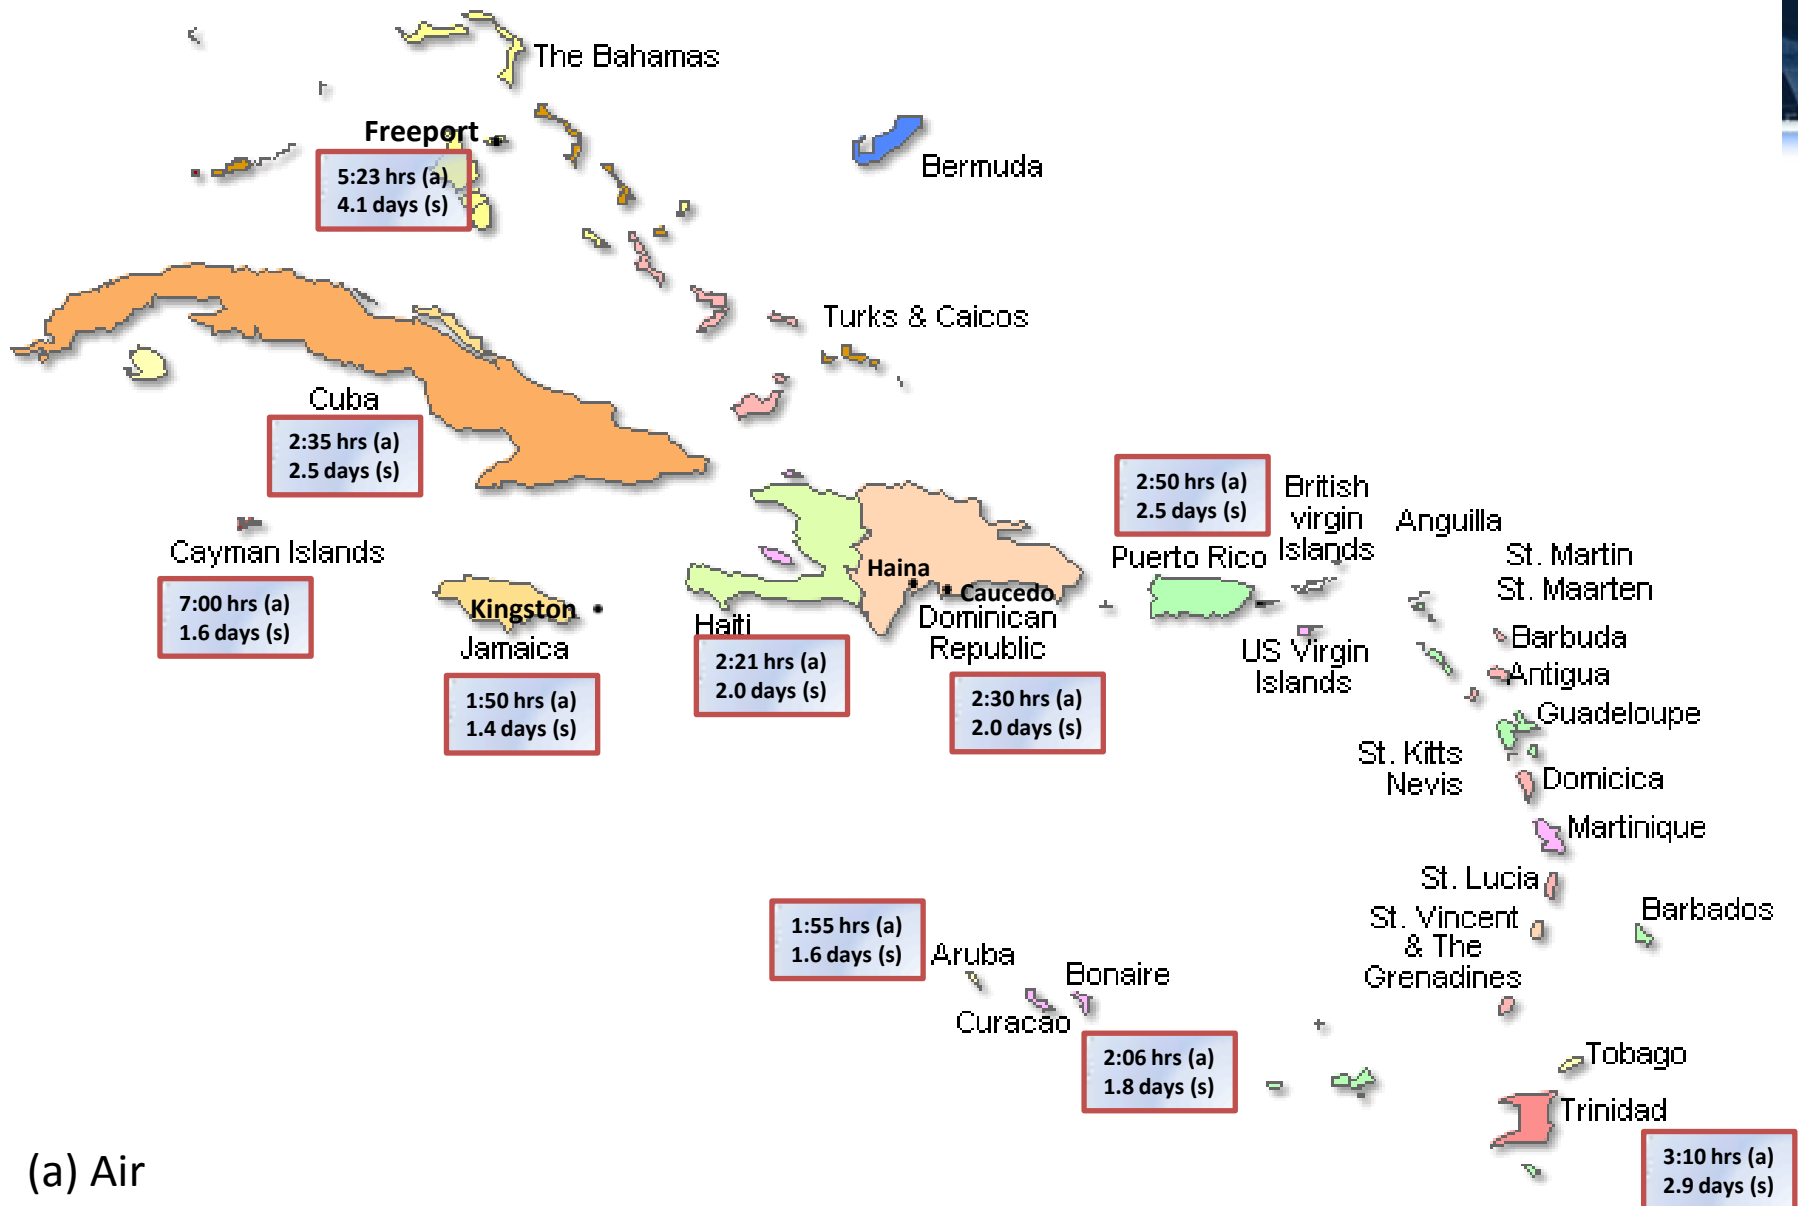 The Bahamas
Freeport
5:23 hrs (a)
4.1 days (s)
Bermuda
Turks & Caicos
Cuba
2:35 hrs (a)
2.5 days (s)
Cayman Islands
7:00 hrs (a)
1.6 days (s)
Kingston
Jamaica
1:50 hrs (a)
1.4 days (s)
Haiti
2:21 hrs (a)
2.0 days (s)
Haina
Caucedo
Dominican
Republic
2:30 hrs (a)
2.0 days (s)
2:50 hrs (a)
2.5 days (s)
Puerto Rico
British
virgin
Islands
US Virgin
Islands
Anguilla
St. Martin
St. Maarten
Barbuda
Antigua
Guadeloupe
St. Kitts
Nevis
Domicica
Martinique
St. Lucia
St. Vincent
& The
Grenadines
Barbados
1:55 hrs (a)
1.6 days (s)
Aruba
Bonaire
Curacao
2:06 hrs (a)
1.8 days (s)
Tobago
Trinidad
3:10 hrs (a)
2.9 days (s)
(a) Air